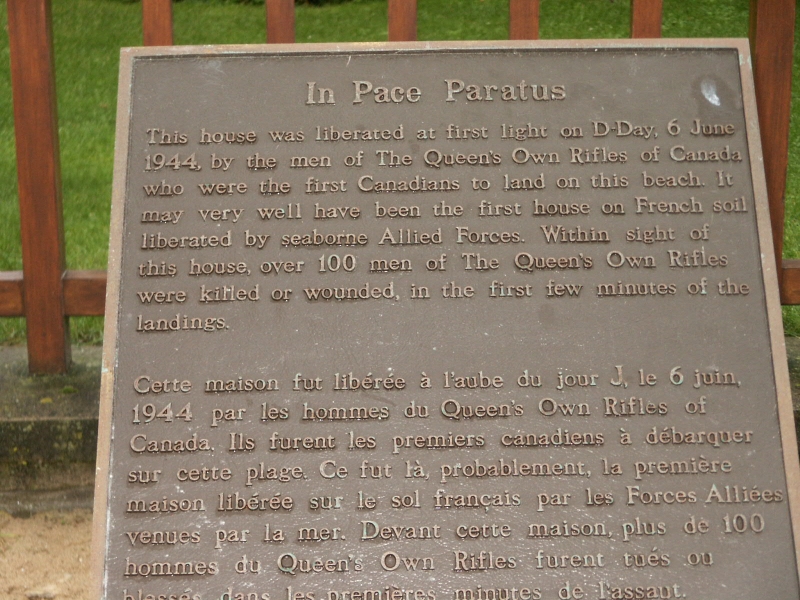 In Pace Paratus
This house was liberated at first light on D-Day, 6 June
1944, by the men of The Queen's Own Rifles of Canada
who were the first Canadians to land on this beach. It
may very well have been the first house on French soil
liberated by seaborne Allied Forces. Within sight of
this house, over 100 men of The Queen's Own Rifles
were killed or wounded, in the first few minutes of the
landings.
Cette maison fut libérée à l'aube du jour J, le 6 juin,
1944 par les hommes du Queen's Own Rifles of
Canada. Ils furent les premiers canadiens à débarquer
sur cette plage. Ce fut là, probablement, la première
maison libérée sur le sol français par les Forces Alliées
venues par la mer. Devant cette maison, plus de 100
hommes du Queen's Own Rifles furent tués ou
blessés dans les premières minutes de l'assaut.